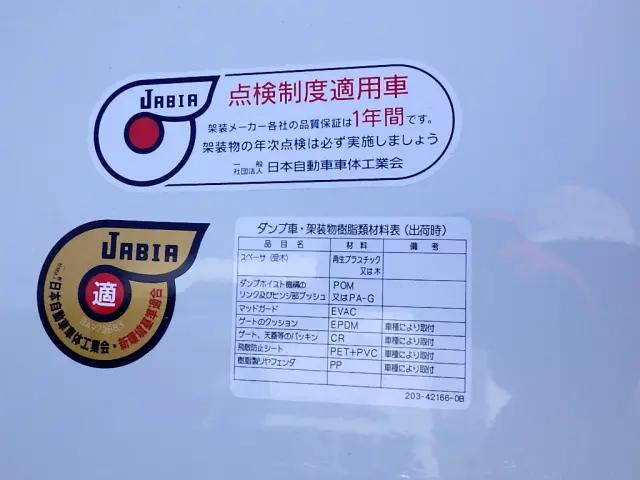 JABIA
点検制度適用車
架装メーカー各社の品質保証は1年間です。
架装物の年次点検は必ず実施しましょう
一般社団法人 日本自動車車体工業会
JABIA
適
日本自動車車体工業会
ダンプ車・架装物樹脂類材料表（出荷時）
品目名 材料 備考
スペーサ（受木） 再生プラスチック
又は木
ダンプホイスト機構の POM
リンク及びヒンジ部ブッシュ 又はPA-G
マッドガード EVAC
ゲートのクッション EPDM 車種により取付
ゲート、天蓋等のパッキン CR 車種により取付
飛散防止シート PET+PVC 車種により取付
樹脂製リヤフェンダ PP 車種により取付
203-42166-0B